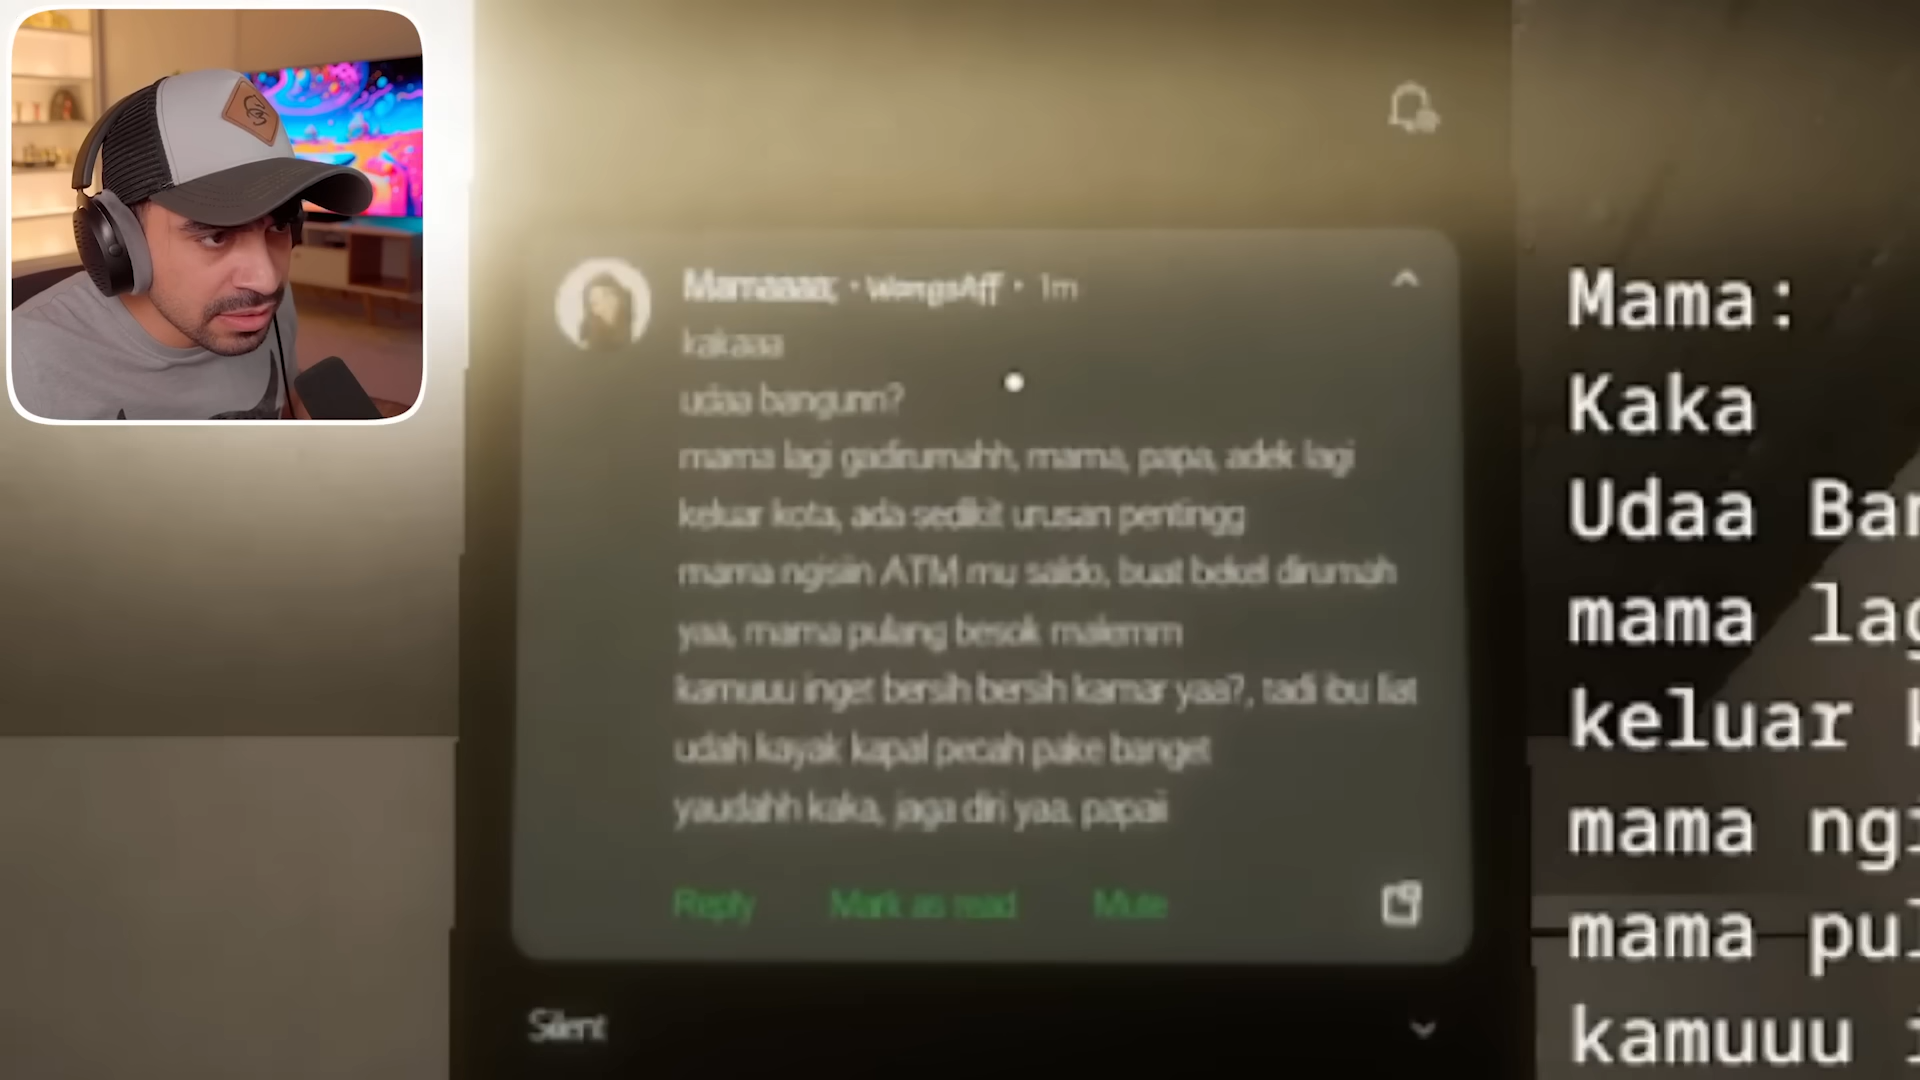 Mamaaaa; • WongsAff • 1m
kakaaa
udaa bangunn?
mama lagi gadirumahh, mama, papa, adek lagi
keluar kota, ada sedikit urusan pentingg
mama ngisiin ATM mu saldo, buat bekel dirumah
yaa, mama pulang besok malemm
kamuuu inget bersih bersih kamar yaa?, tadi ibu liat
udah kayak kapal pecah pake banget
yaudahh kaka, jaga diri yaa, papaii
Reply Mark as read Mute
Silent
Mama:
Kaka
Udaa
mama
keluar
mama
mama
kamuuu